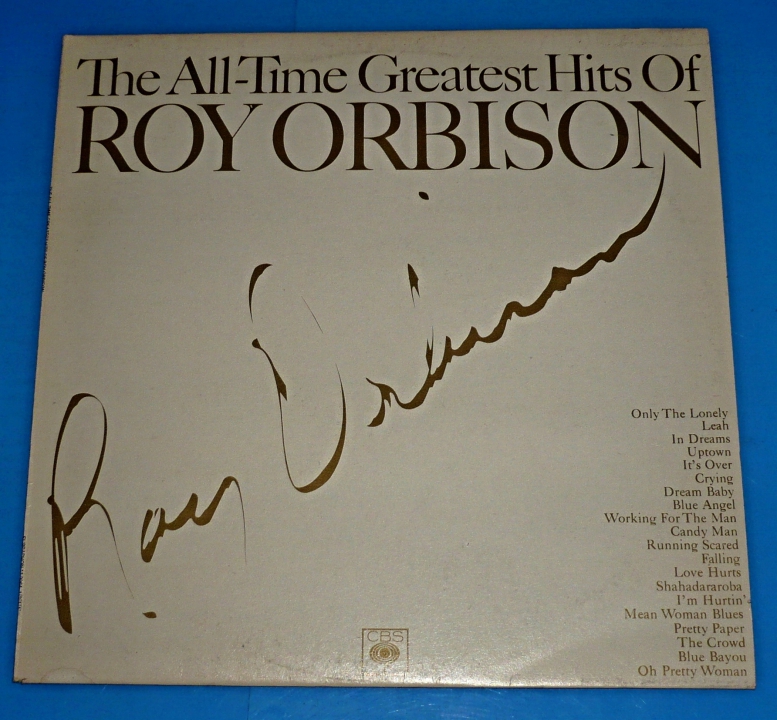 The All-Time Greatest Hits Of
ROY ORBISON
Roy Orbison
Only The Lonely
Leah
In Dreams
Uptown
It's Over
Crying
Dream Baby
Blue Angel
Working For The Man
Candy Man
Running Scared
Falling
Love Hurts
Shahadararoba
I'm Hurtin'
Mean Woman Blues
Pretty Paper
The Crowd
Blue Bayou
Oh Pretty Woman
CBS